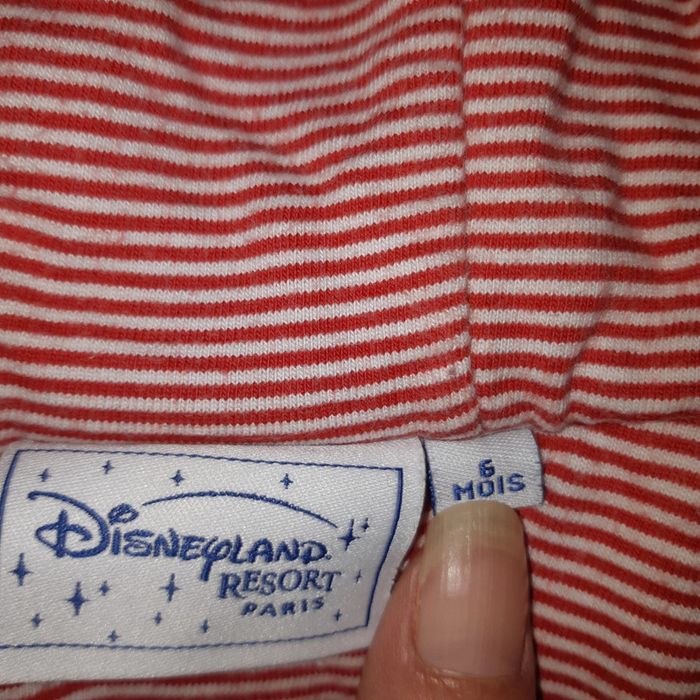 Disneyland
RESORT
PARIS
6
MOIS